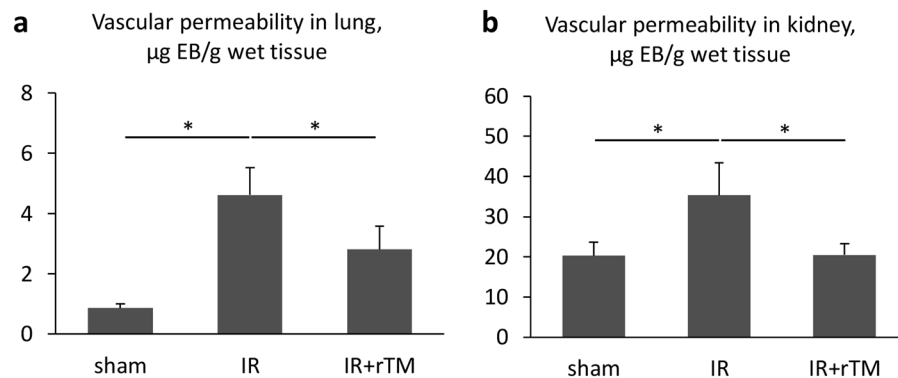 a
Vascular permeability in lung,
μg EB/g wet tissue
8
6
4
2
0
*
*
sham
IR
IR+rTM
b
Vascular permeability in kidney,
μg EB/g wet tissue
60
50
40
30
20
10
0
*
*
sham
IR
IR+rTM